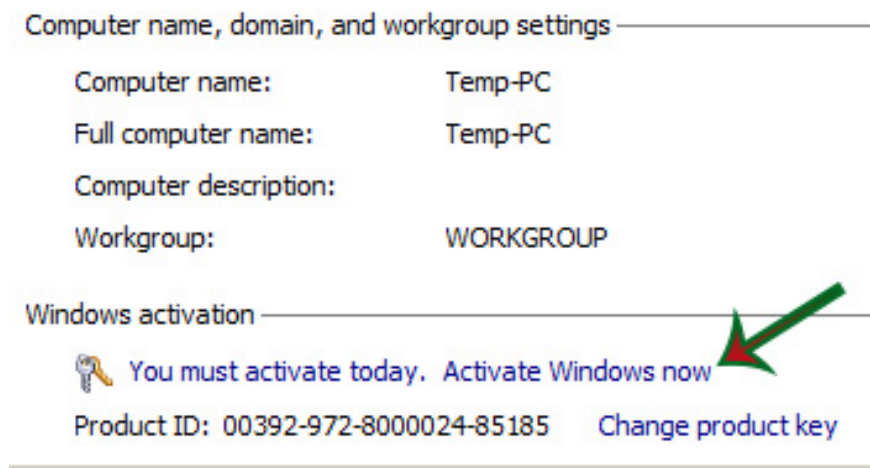 Computer name, domain, and workgroup settings
Computer name: Temp-PC
Full computer name: Temp-PC
Computer description:
Workgroup: WORKGROUP
Windows activation
You must activate today. Activate Windows now
Product ID: 00392-972-8000024-85185 Change product key